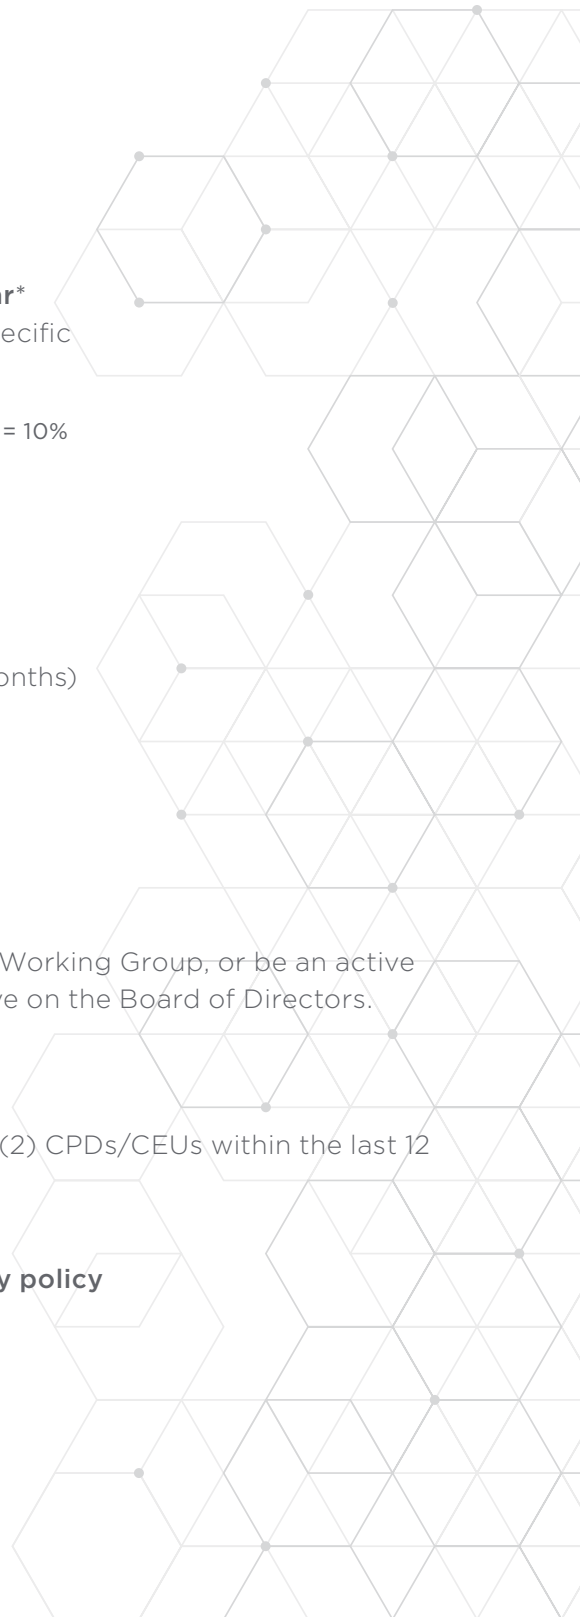 r*
ecific
= 10%
onths)
Working Group, or be an active
e on the Board of Directors.
(2) CPDs/CEUs within the last 12
y policy